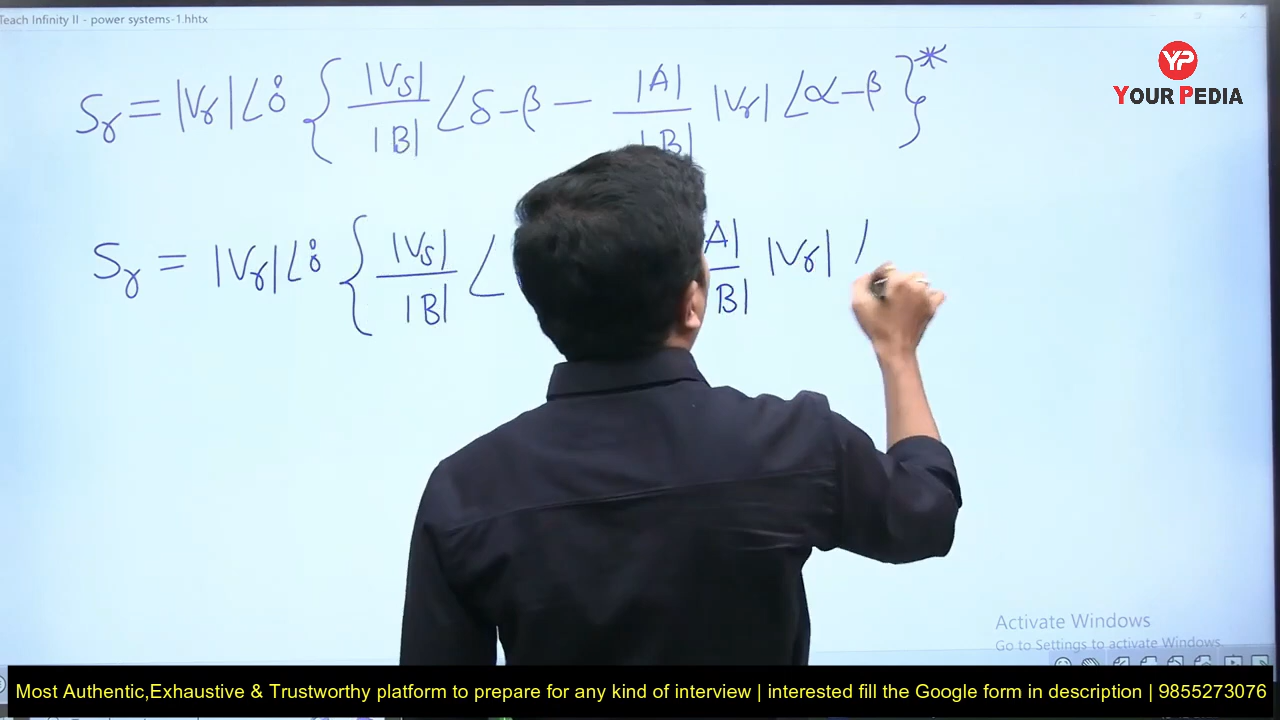 Teach Infinity II - power systems-1.hhtx
YP
YOUR PEDIA
Sr = |Vr| ∠0° { |Vs| / |B| ∠δ-β - |A| / |B| |Vr| ∠α-β }*
Sr = |Vr| ∠0° { |Vs| / |B| ∠ A| / B| |Vr| /
Activate Windows
Go to Settings to activate Windows.
Most Authentic,Exhaustive & Trustworthy platform to prepare for any kind of interview | interested fill the Google form in description | 9855273076